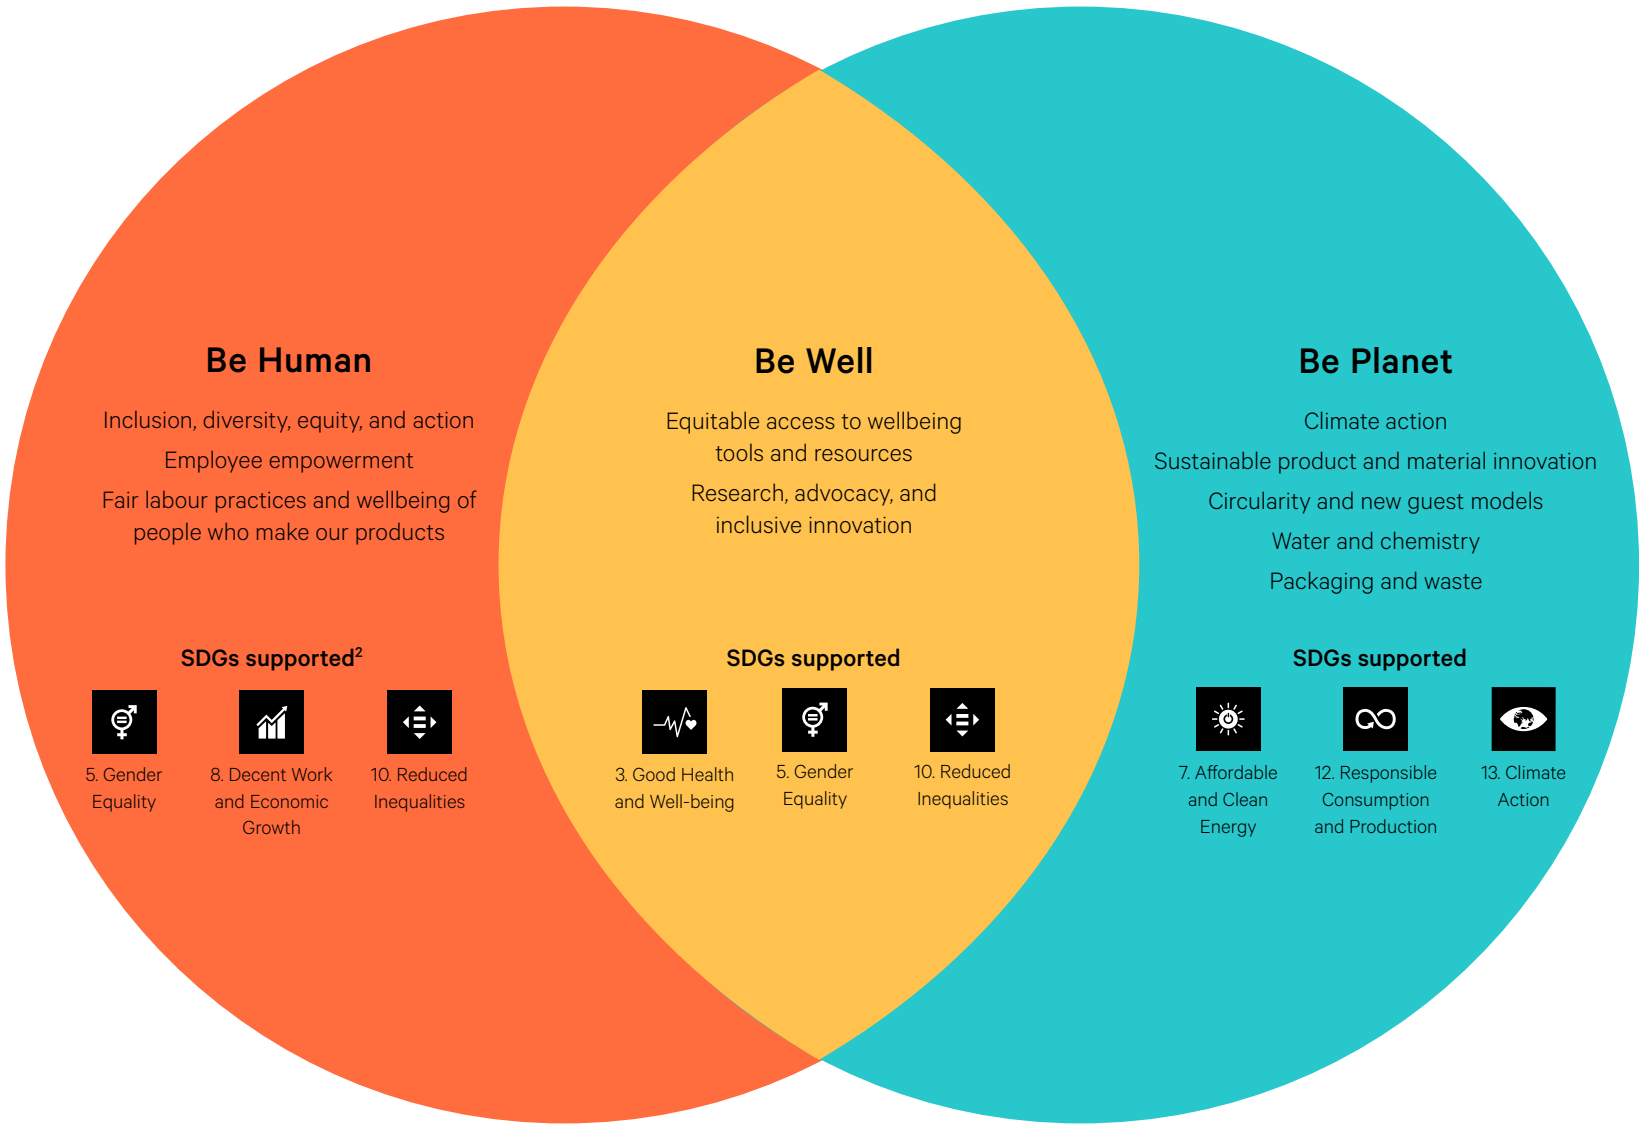 Be Human
Inclusion, diversity, equity, and action
Employee empowerment
Fair labour practices and wellbeing of
people who make our products
SDGs supported²
5. Gender
Equality
8. Decent Work
and Economic
Growth
10. Reduced
Inequalities
Be Well
Equitable access to wellbeing
tools and resources
Research, advocacy, and
inclusive innovation
SDGs supported
3. Good Health
and Well-being
5. Gender
Equality
10. Reduced
Inequalities
Be Planet
Climate action
Sustainable product and material innovation
Circularity and new guest models
Water and chemistry
Packaging and waste
SDGs supported
7. Affordable
and Clean
Energy
12. Responsible
Consumption
and Production
13. Climate
Action